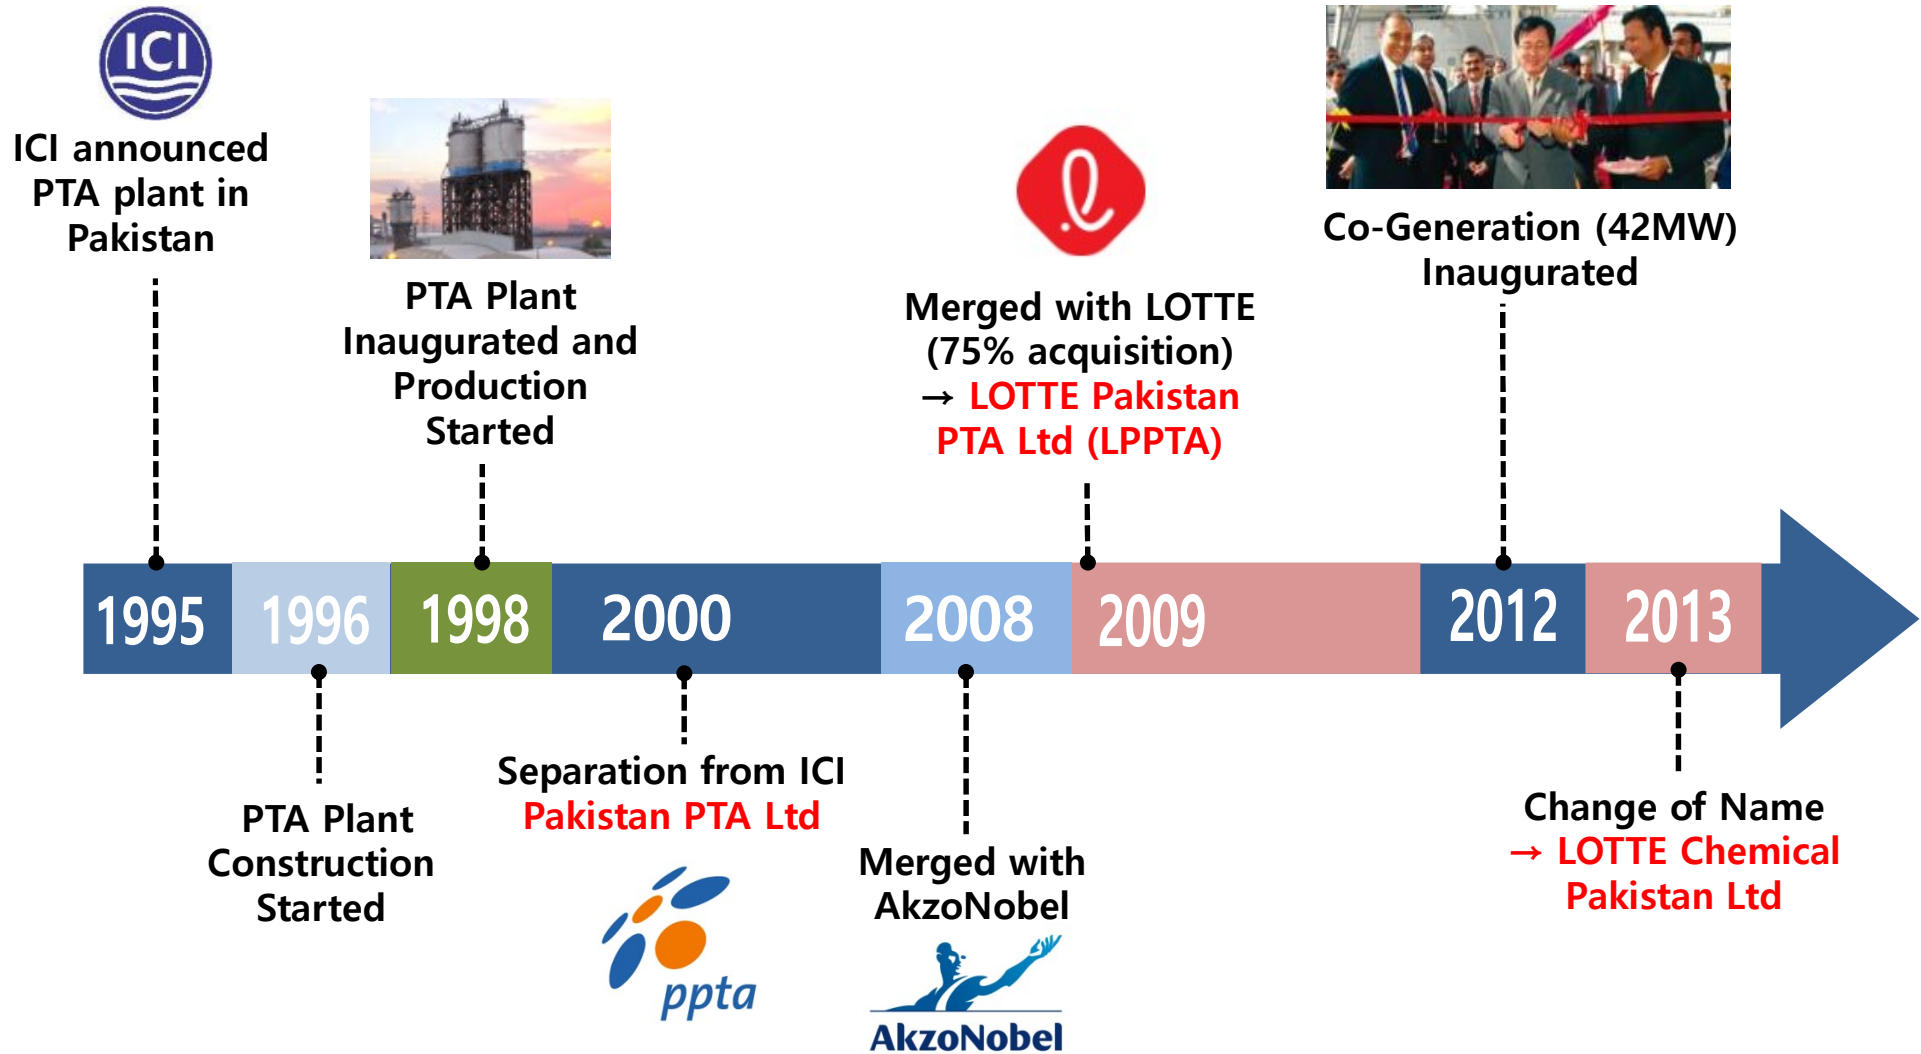 ICI
ICI announced
PTA plant in
Pakistan
PTA Plant
Inaugurated and
Production
Started
Merged with LOTTE
(75% acquisition)
→ LOTTE Pakistan
PTA Ltd (LPPTA)
Co-Generation (42MW)
Inaugurated
1995
1996
1998
2000
2008
2009
2012
2013
PTA Plant
Construction
Started
Separation from ICI
Pakistan PTA Ltd
ppta
Merged with
AkzoNobel
AkzoNobel
Change of Name
→ LOTTE Chemical
Pakistan Ltd